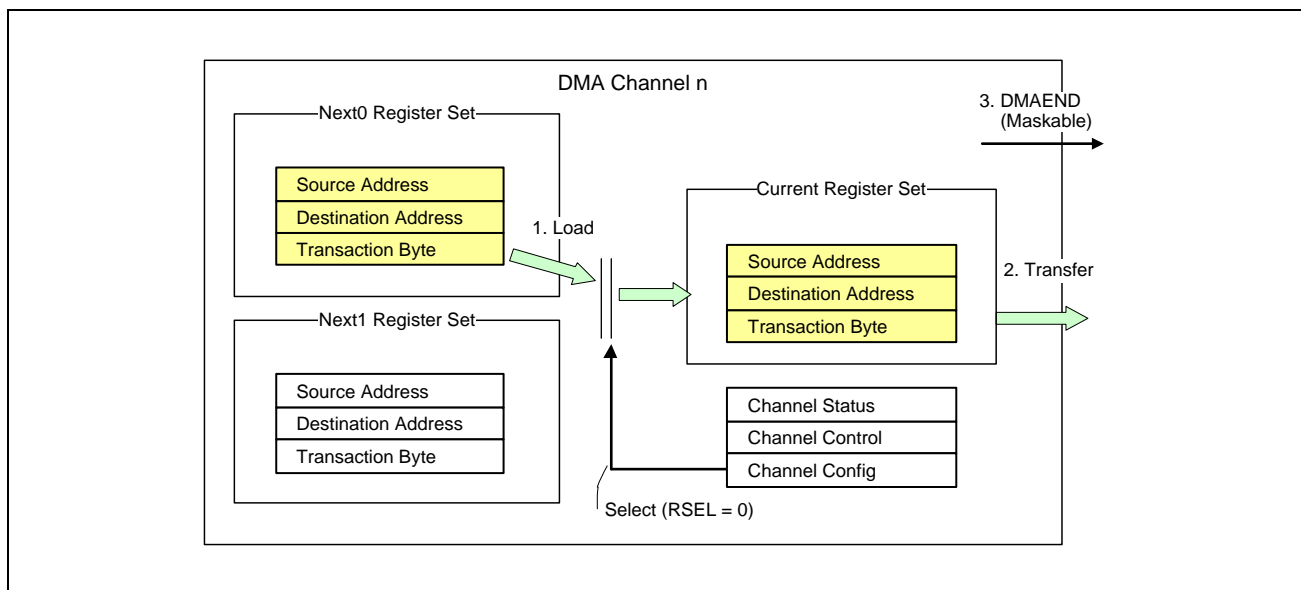 DMA Channel n
Next0 Register Set
Source Address
Destination Address
Transaction Byte
1. Load
Next1 Register Set
Source Address
Destination Address
Transaction Byte
3. DMAEND
(Maskable)
Current Register Set
Source Address
Destination Address
Transaction Byte
2. Transfer
Channel Status
Channel Control
Channel Config
Select (RSEL = 0)